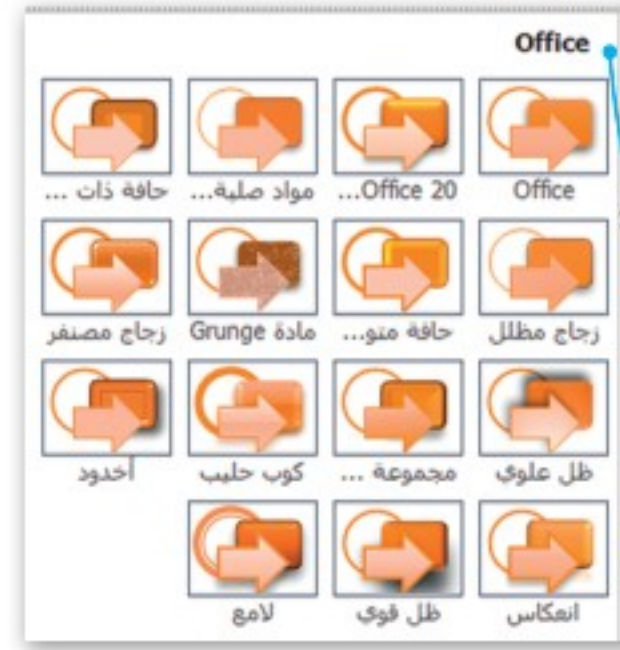 Office
Office Office 20... مواد صلبة... حافة ذات ...
زجاج مظلل حافة متو... مادة Grunge زجاج مصنفر
ظل علوي مجموعة ... كوب حليب أخدود
انعكاس ظل قوي لامع